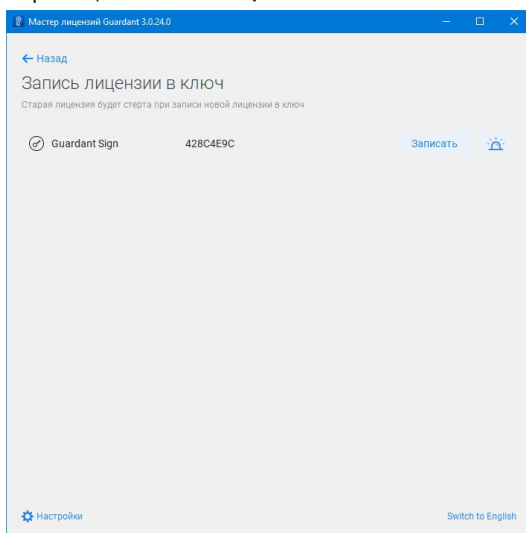 Мастер лицензий Guardant 3.0.24.0
← Назад
Запись лицензии в ключ
Старая лицензия будет стерта при записи новой лицензии в ключ
Guardant Sign 428C4E9C Записать
Настройки Switch to English